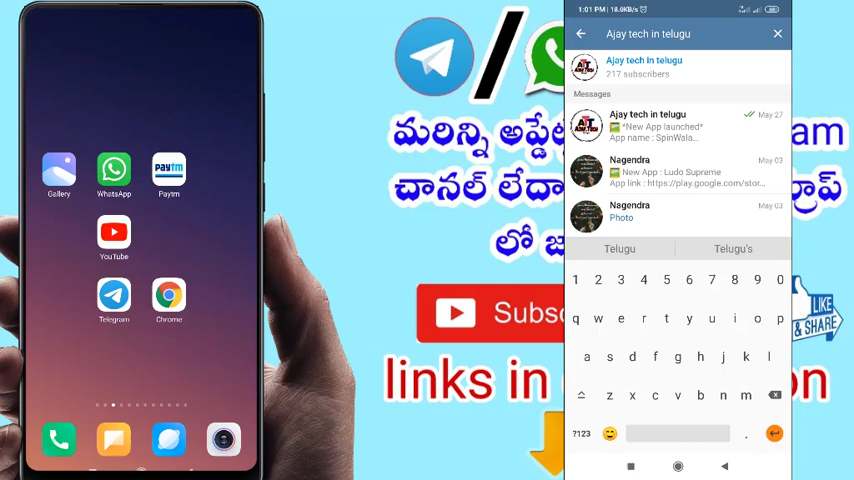 Gallery
WhatsApp
Paytm
YouTube
Telegram
Chrome
మరిన్ని
am
చానల్ లేదా
లో
Subsc
links in
on
LIKE
& SHARE
1:01 PM | 18.0KB/s
Ajay tech in telugu
Ajay tech in telugu
217 subscribers
Messages
Ajay tech in telugu
May 27
*New App launched*
App name : SpinWala...
Nagendra
May 03
New App : Ludo Supreme
App link : https://play.google.com/stor...
Nagendra
May 03
Photo
Telugu
Telugu's
1 2 3 4 5 6 7 8 9 0
q w e r t y u i o p
a s d f g h j k l
z x c v b n m
?123
.